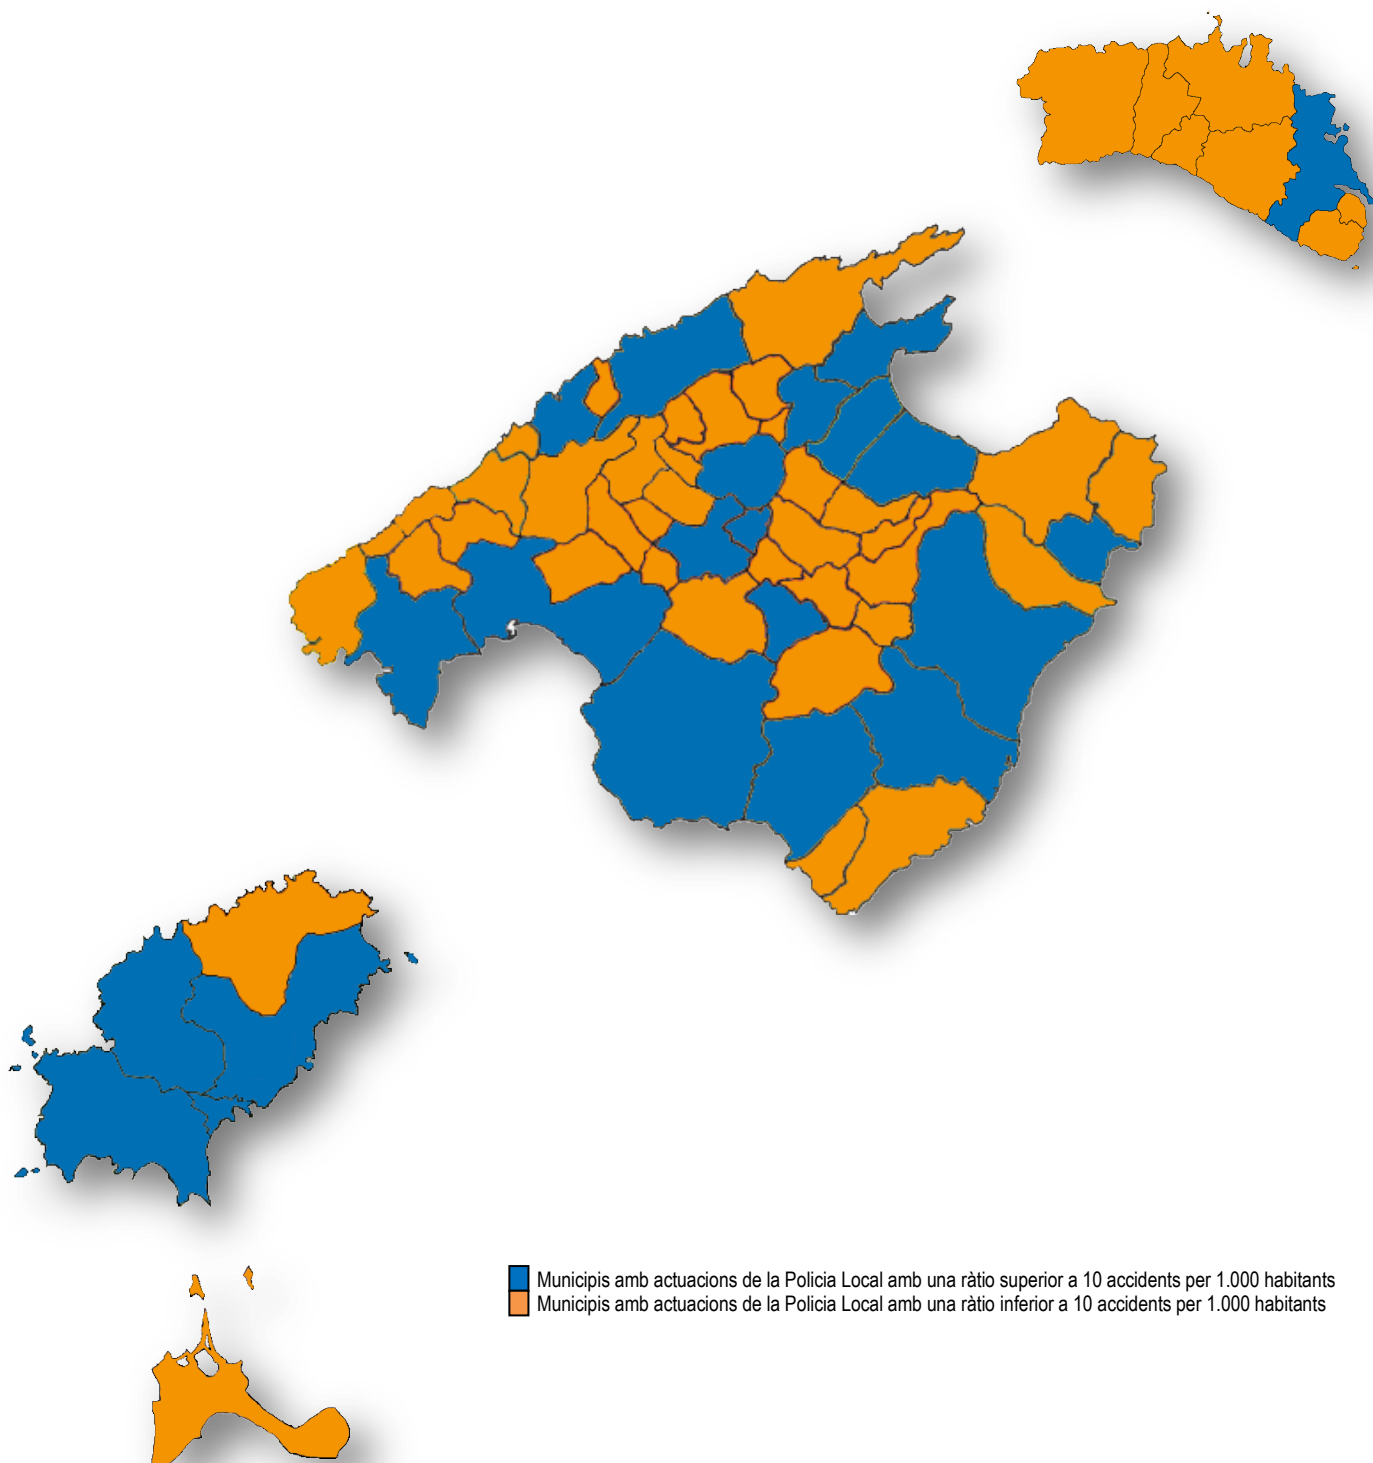 Municipis amb actuacions de la Policia Local amb una ràtio superior a 10 accidents per 1.000 habitants
Municipis amb actuacions de la Policia Local amb una ràtio inferior a 10 accidents per 1.000 habitants